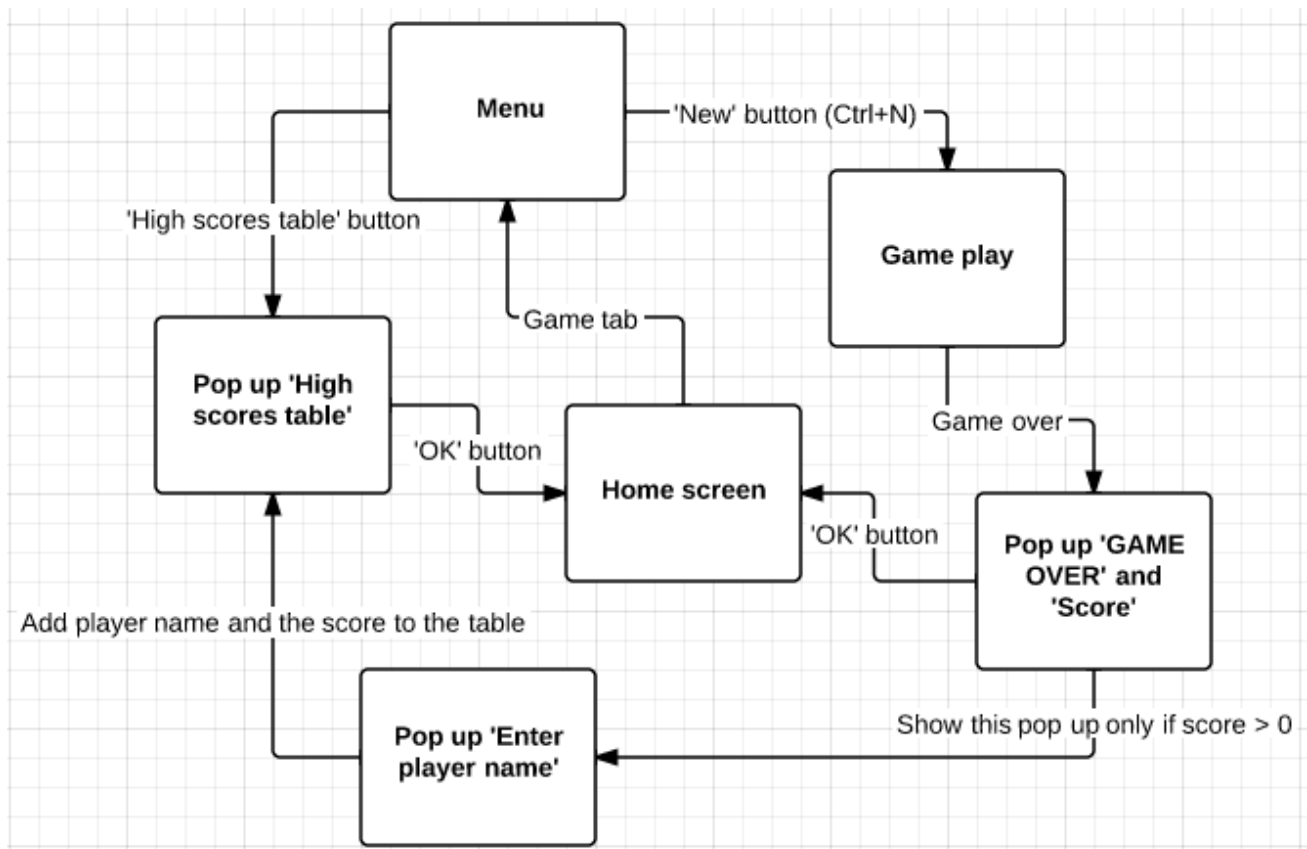 Menu
'New' button (Ctrl+N)
'High scores table' button
Game play
Game tab
Pop up 'High
scores table'
Game over
'OK' button
Home screen
'OK' button
Pop up 'GAME
OVER' and
'Score'
Add player name and the score to the table
Show this pop up only if score > 0
Pop up 'Enter
player name'